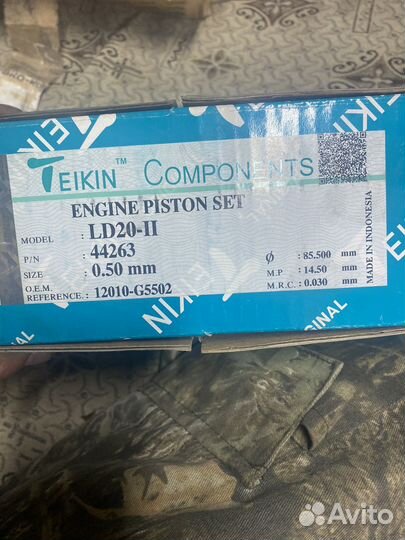 TEIKIN™ COMPONENTS
ENGINE PISTON SET
MODEL : LD20-II
P/N : 44263
SIZE : 0.50 mm
O.E.M.
REFERENCE. : 12010-G5502
ϕ : 85.500 mm
M.P : 14.50 mm
M.R.C. : 0.030 mm
MADE IN INDONESIA
TEIKIN
TEIKIN
ORIGINAL
Avito